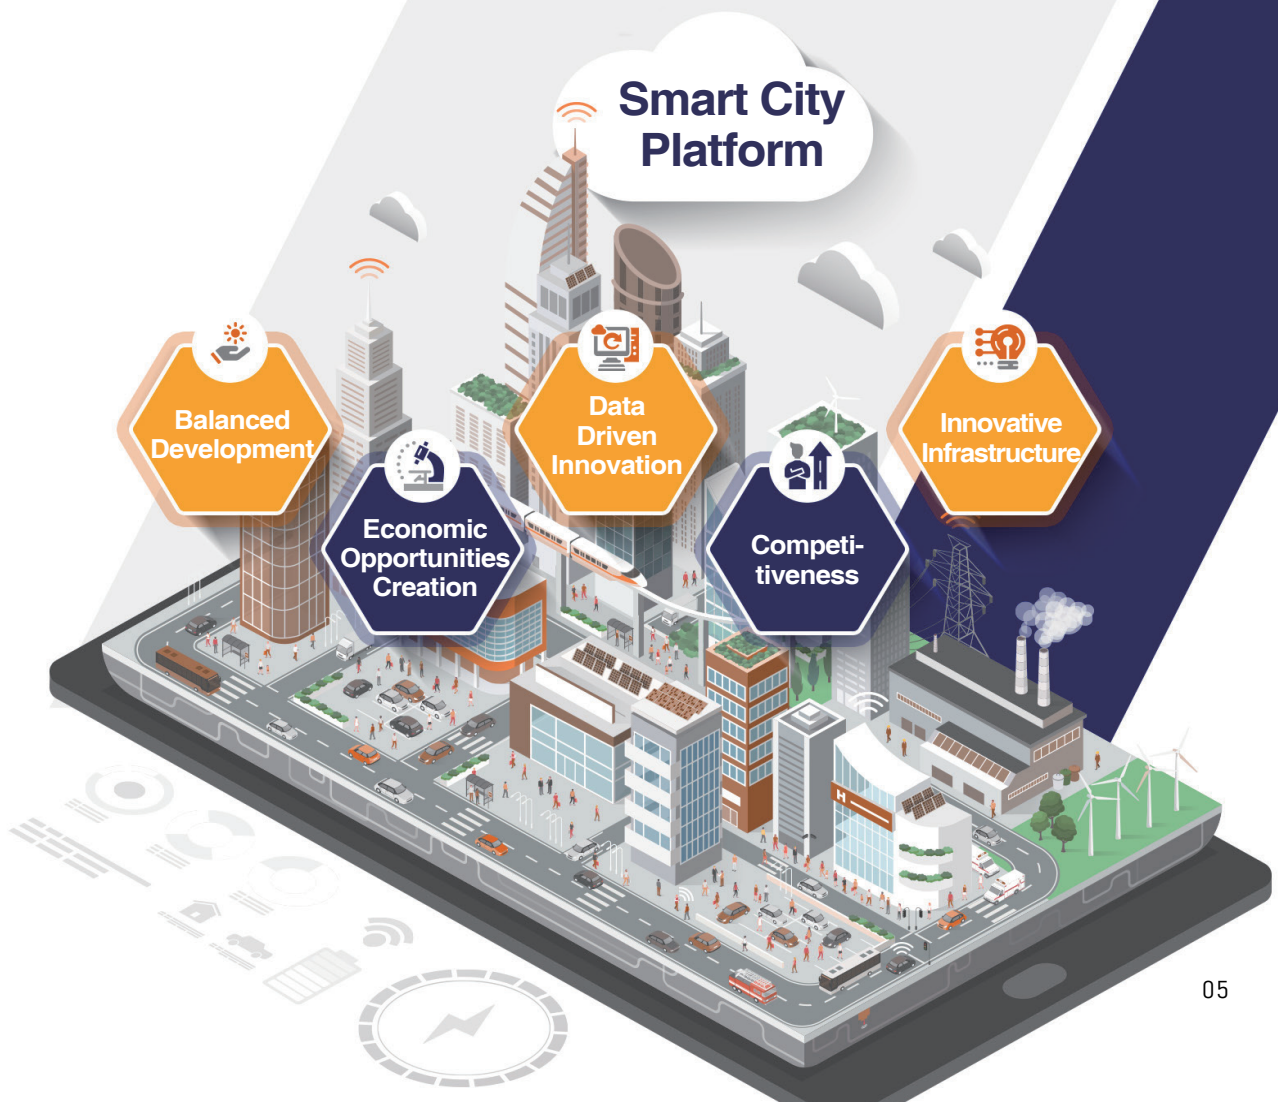 Smart City
Platform
Balanced
Development
Economic
Opportunities
Creation
Data
Driven
Innovation
Competi-
tiveness
Innovative
Infrastructure
H
05